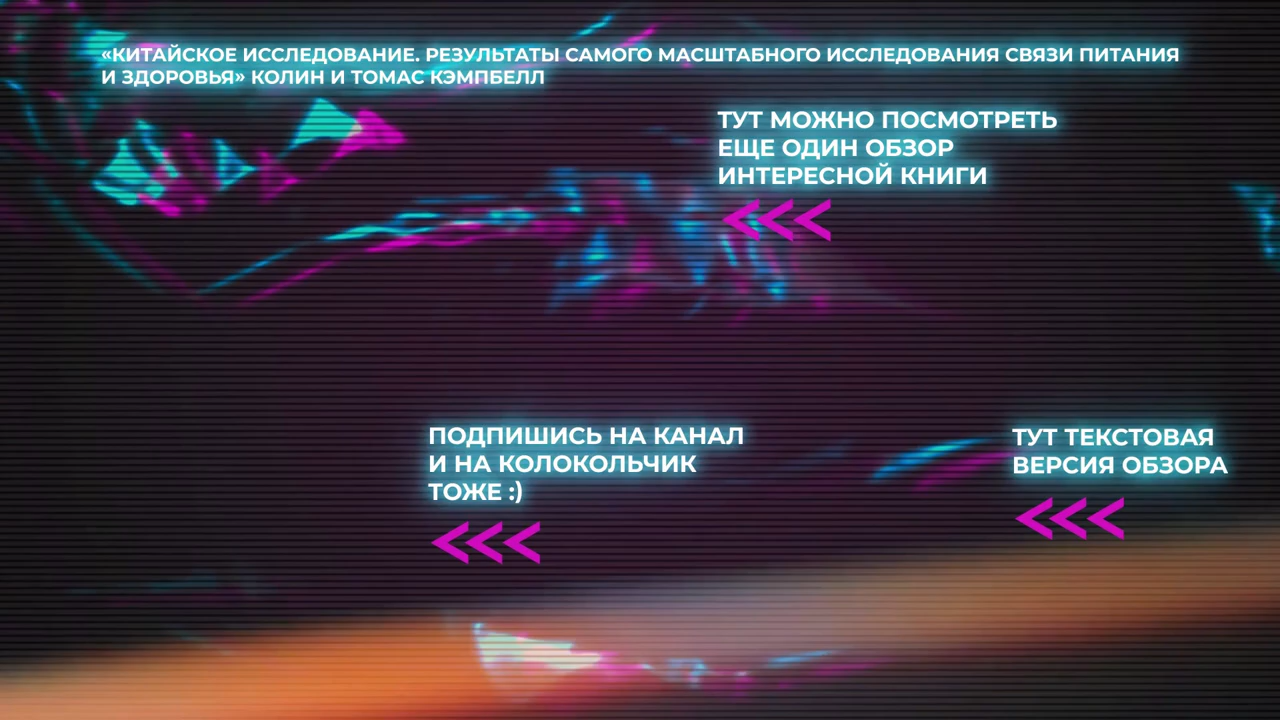 «КИТАЙСКОЕ ИССЛЕДОВАНИЕ. РЕЗУЛЬТАТЫ САМОГО МАСШТАБНОГО ИССЛЕДОВАНИЯ СВЯЗИ ПИТАНИЯ
И ЗДОРОВЬЯ» КОЛИН И ТОМАС КЭМПБЕЛЛ
ТУТ МОЖНО ПОСМОТРЕТЬ
ЕЩЕ ОДИН ОБЗОР
ИНТЕРЕСНОЙ КНИГИ
ПОДПИШИСЬ НА КАНАЛ
И НА КОЛОКОЛЬЧИК
ТОЖЕ :)
ТУТ ТЕКСТОВАЯ
ВЕРСИЯ ОБЗОРА